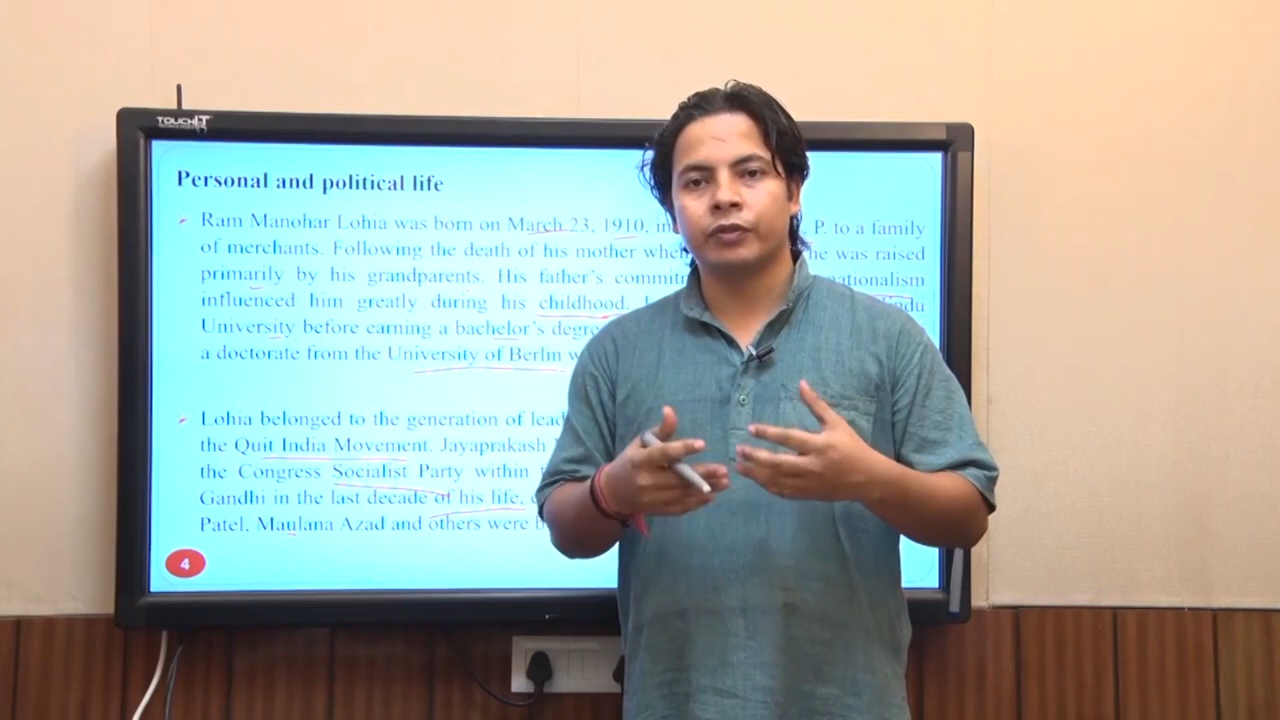 TOUCHIT
Personal and political life
Ram Manohar Lohia was born on March 23, 1910, in P. to a family
of merchants. Following the death of his mother when he was raised
primarily by his grandparents. His father's commitm nationalism
influenced him greatly during his childhood.
University before earning a bachelor's degre
a doctorate from the University of Berlin w
Lohia belonged to the generation of lead
the Quit India Movement. Jayaprakash
the Congress Socialist Party within
Gandhi in the last decade of his life,
Patel, Maulana Azad and others were b
4